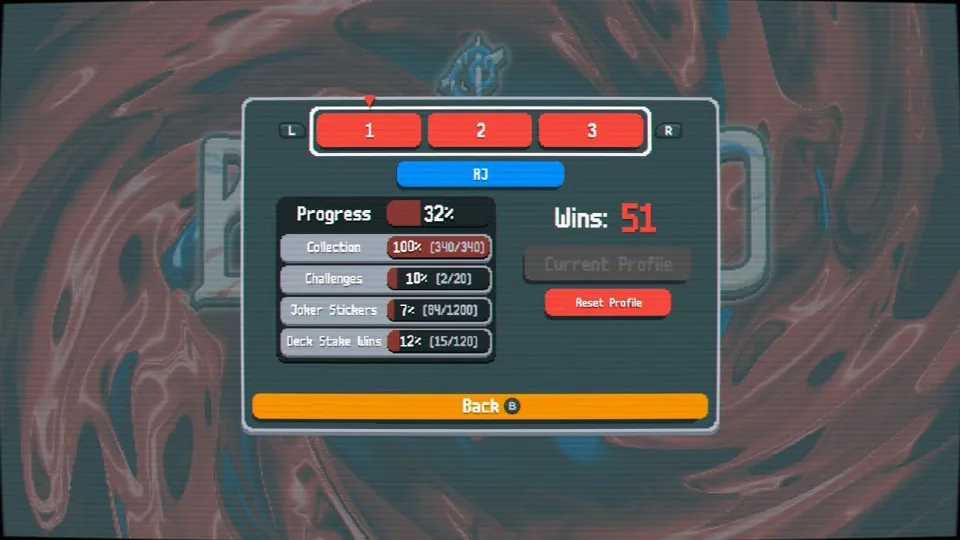 L 1 2 3 R
RJ
Progress 32%
Collection 100% [340/340]
Challenges 10% [2/20]
Joker Stickers 7% [84/1200]
Deck Stake Wins 12% [15/120]
Wins: 51
Current Profile
Reset Profile
Back B